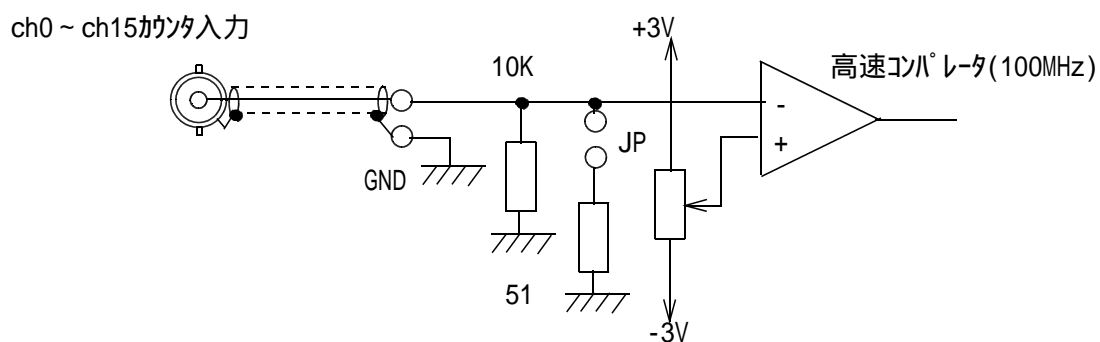 ch0 ~ ch15ｶｳﾝﾀ入力
+3V
10K
高速ｺﾝﾊﾟﾚｰﾀ(100MHz)
-
+
JP
GND
51
-3V